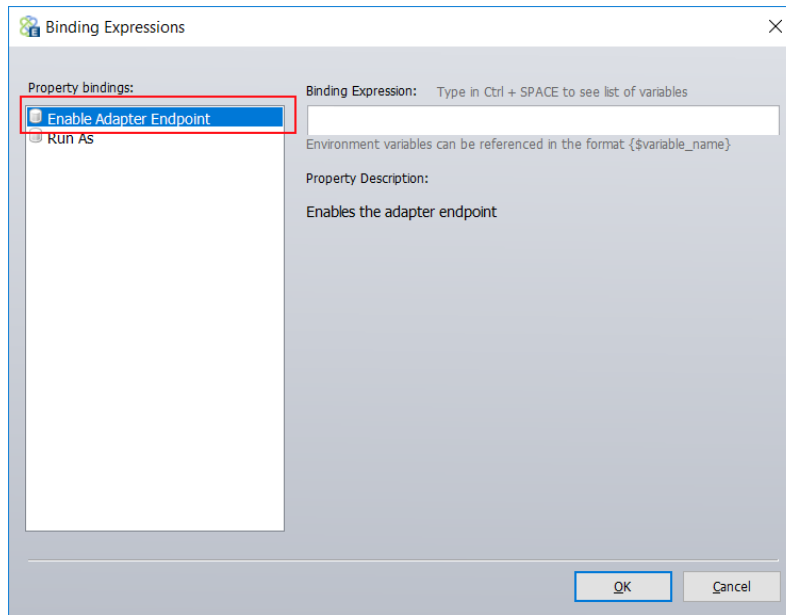 Binding Expressions
Property bindings:
Enable Adapter Endpoint
Run As
Binding Expression: Type in Ctrl + SPACE to see list of variables
Environment variables can be referenced in the format {$variable_name}
Property Description:
Enables the adapter endpoint
OK
Cancel